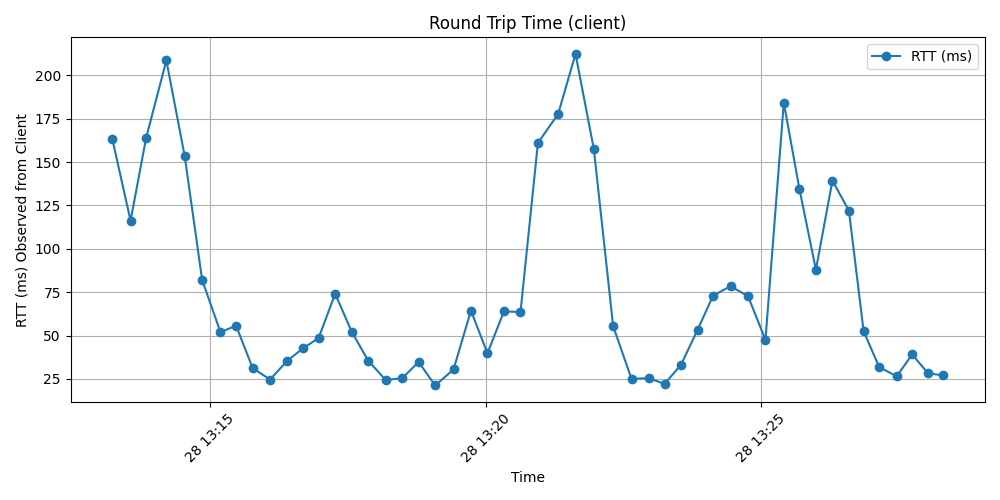 Round Trip Time (client)
RTT (ms)
RTT (ms) Observed from Client
200
175
150
125
100
75
50
25
28 13:15
28 13:20
28 13:25
Time